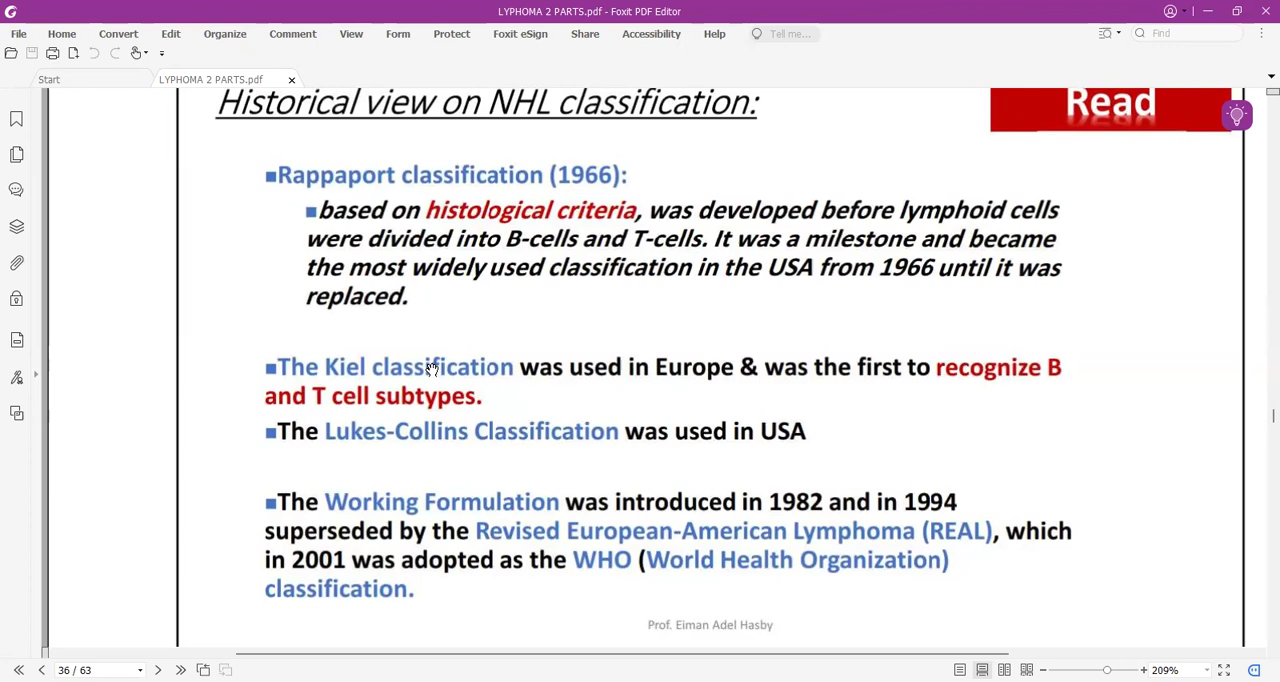 LYPHOMA 2 PARTS.pdf - Foxit PDF Editor
File Home Convert Edit Organize Comment View Form Protect Foxit eSign Share Accessibility Help Tell me... Find
Start LYPHOMA 2 PARTS.pdf
Historical view on NHL classification:
Read
Rappaport classification (1966):
based on histological criteria, was developed before lymphoid cells
were divided into B-cells and T-cells. It was a milestone and became
the most widely used classification in the USA from 1966 until it was
replaced.
The Kiel classification was used in Europe & was the first to recognize B
and T cell subtypes.
The Lukes-Collins Classification was used in USA
The Working Formulation was introduced in 1982 and in 1994
superseded by the Revised European-American Lymphoma (REAL), which
in 2001 was adopted as the WHO (World Health Organization)
classification.
Prof. Eiman Adel Hasby
36 / 63 209%